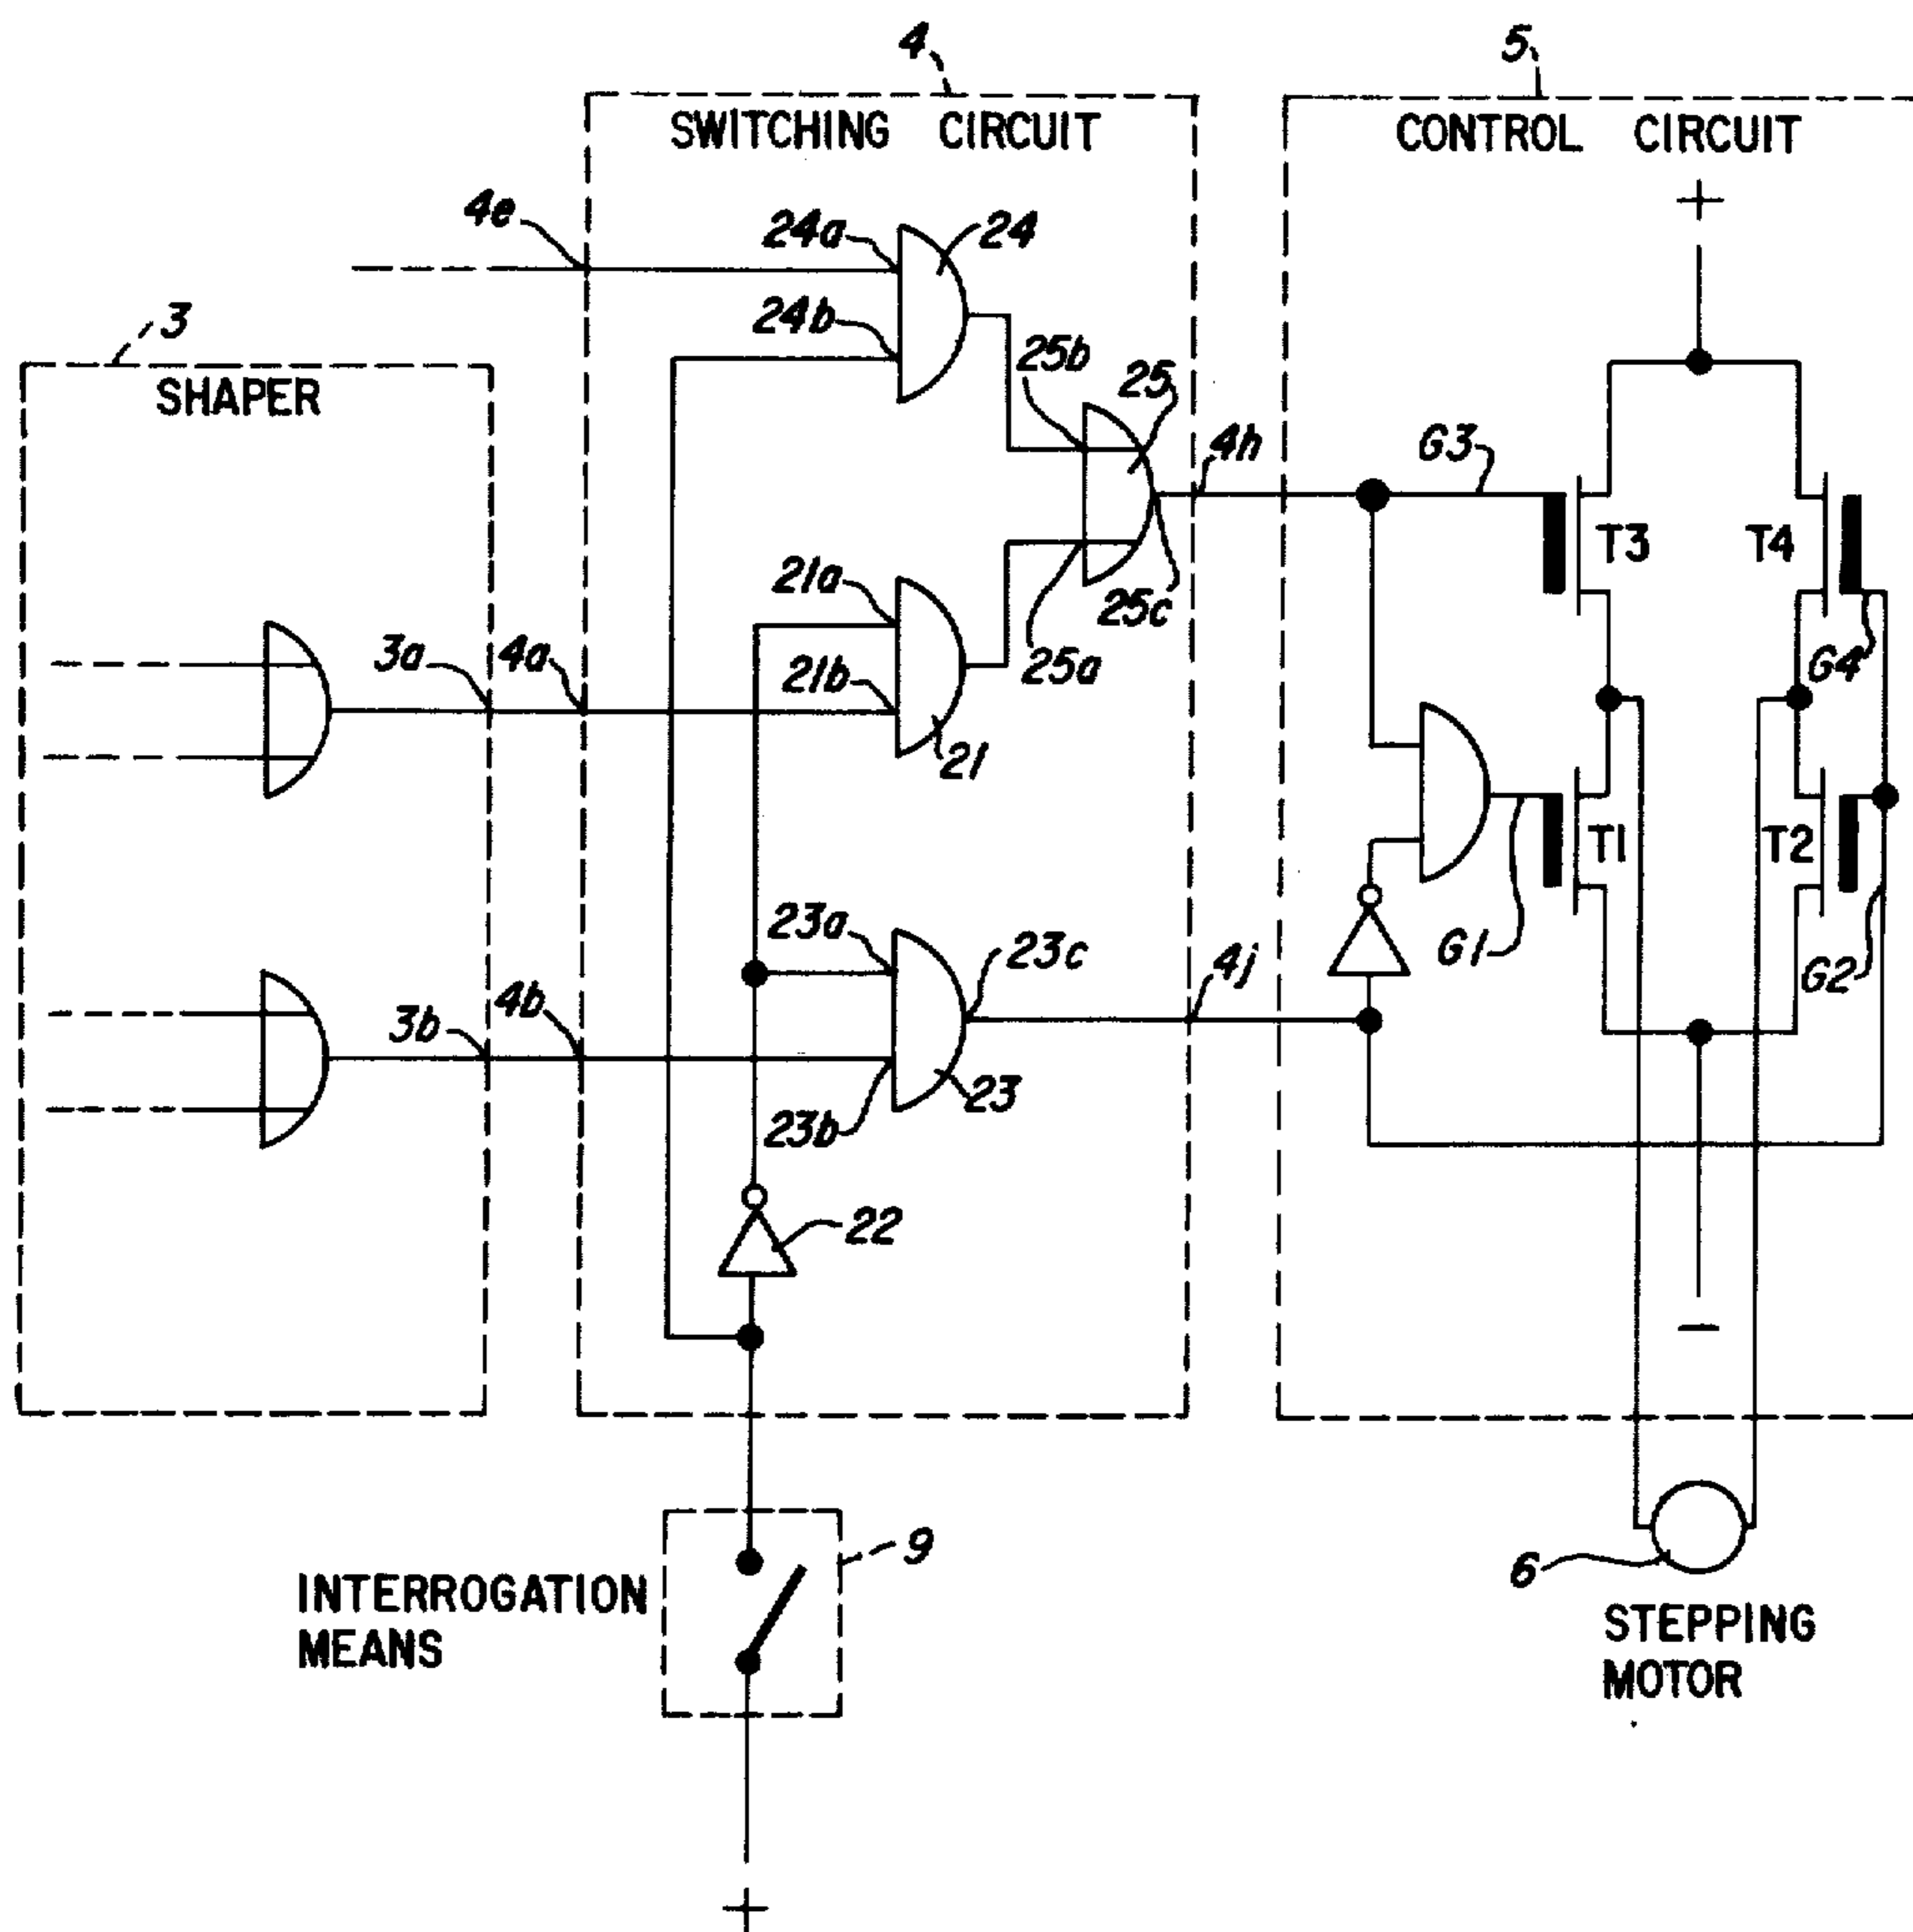 4
5
SWITCHING CIRCUIT
CONTROL CIRCUIT
+
4e
24a
24
3
24b
25b
25
SHAPER
4h
G3
T3
T4
21a
25c
3a
4a
25a
21b
G4
21
T1
T2
23a
23c
G1
4j
G2
3b
4b
23
23b
22
–
9
INTERROGATION
MEANS
6
STEPPING
MOTOR
+